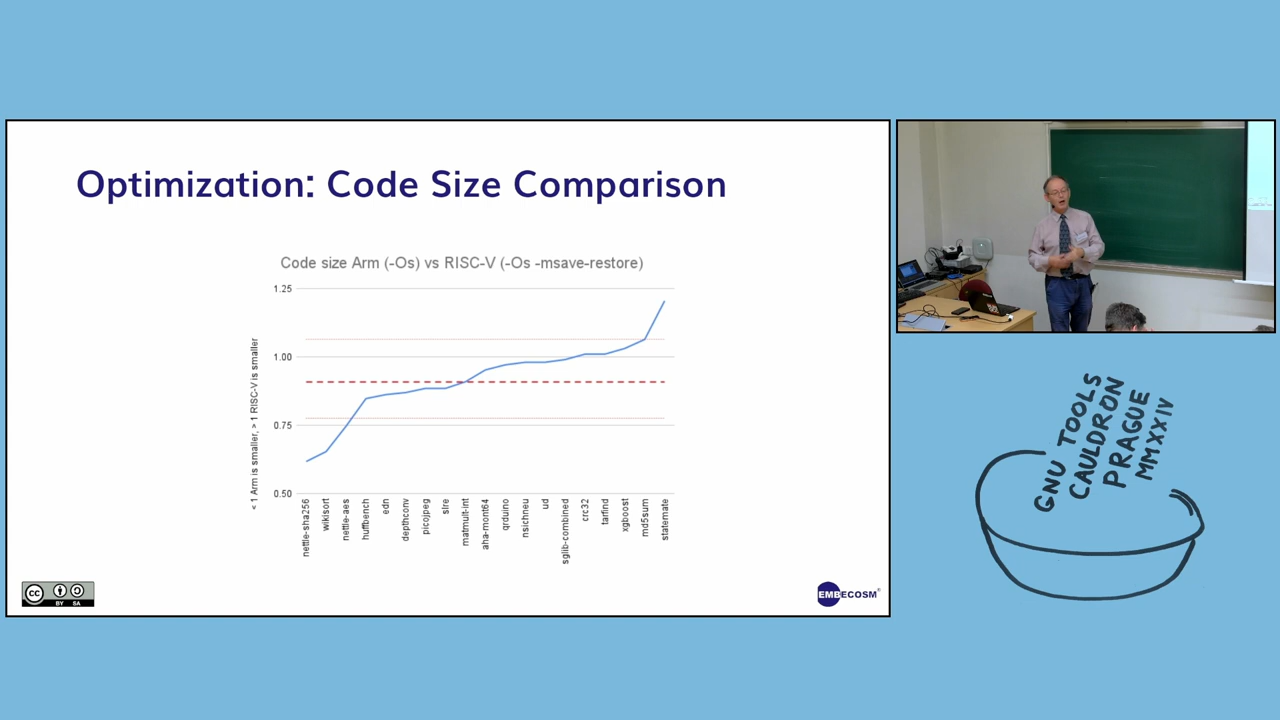 Optimization: Code Size Comparison
Code size Arm (-Os) vs RISC-V (-Os -msave-restore)
< 1 Arm is smaller, > 1 RISC-V is smaller
1.25
1.00
0.75
0.50
nettle-sha256
wikisort
nettle-aes
huffbench
edn
depthconv
picojpeg
slre
matmult-int
aha-mont64
qrduino
nsichneu
ud
sglib-combined
crc32
tarfind
xgboost
md5sum
statemate
cc
BY SA
EMBECOSM
GNU TOOLS
CAULDRON
PRAGUE
MMXXIV